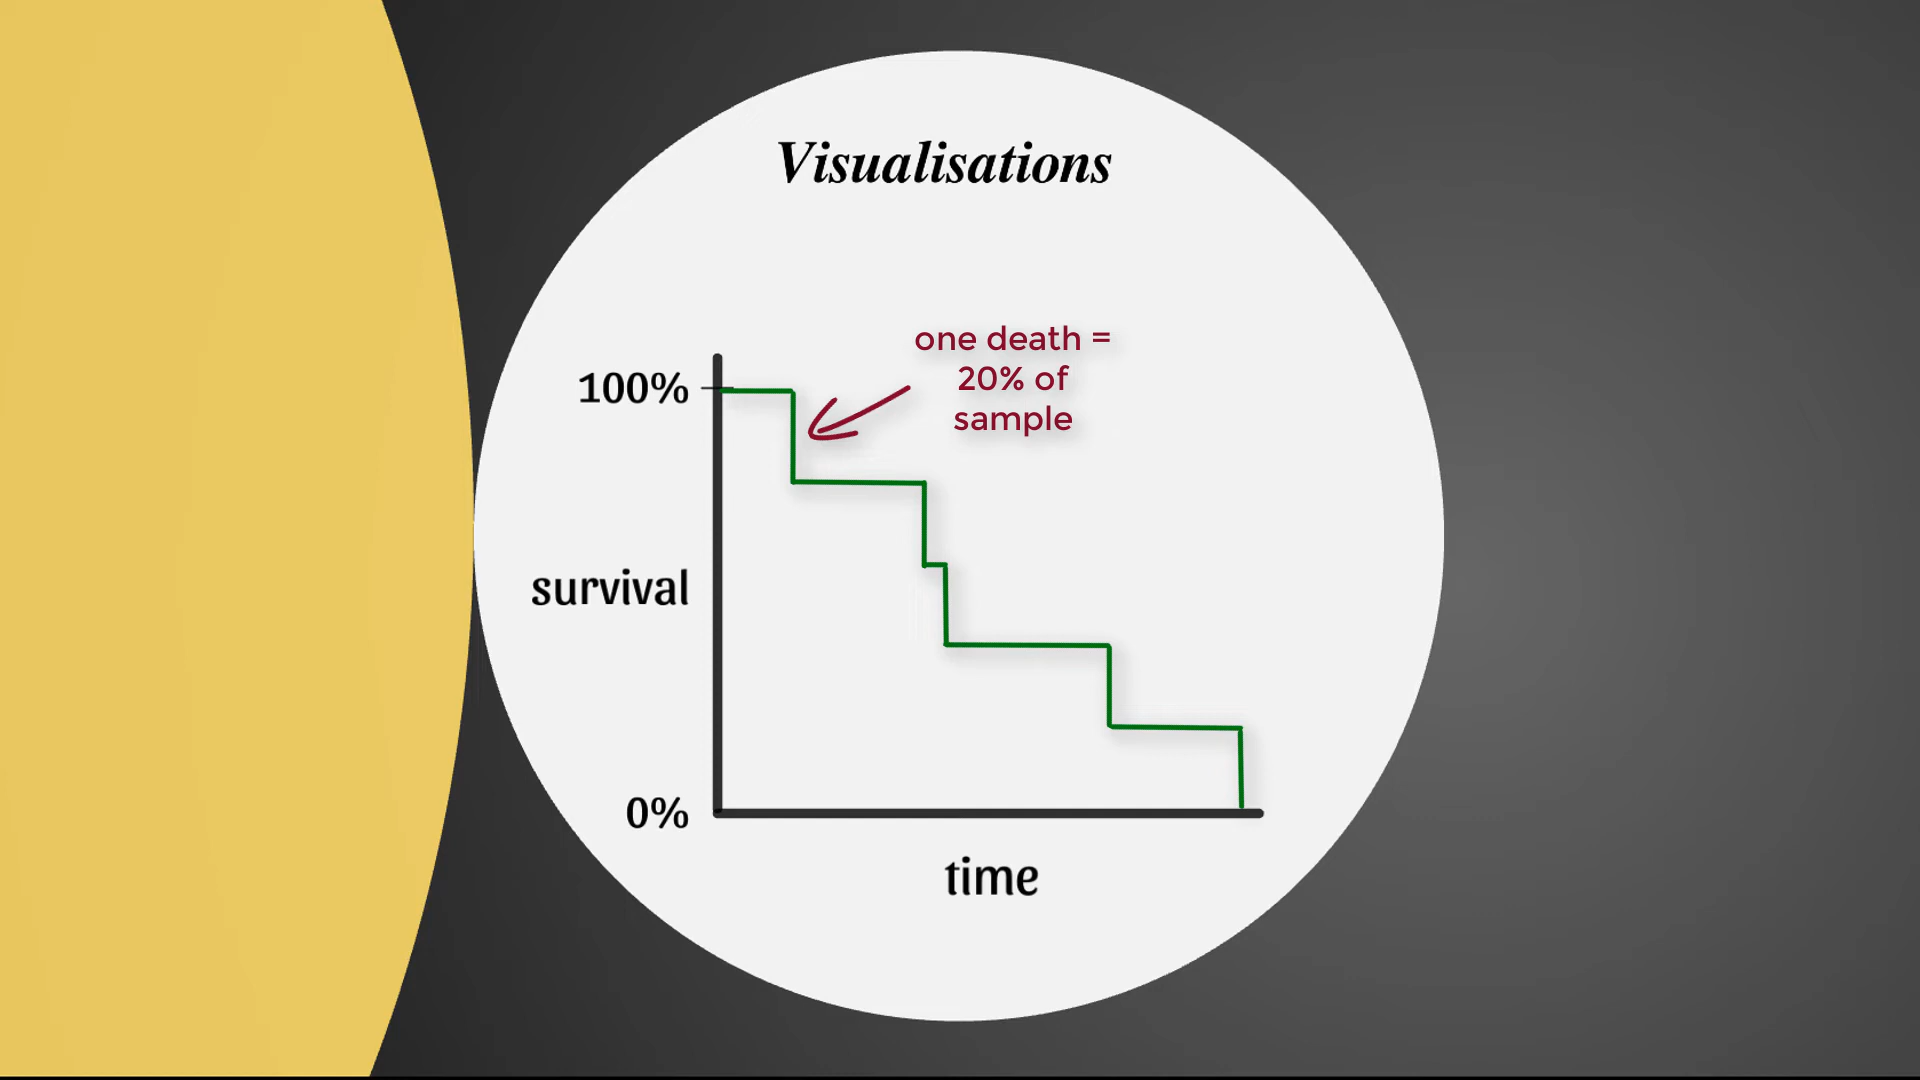 Visualisations
one death =
20% of
sample
100%
survival
0%
time